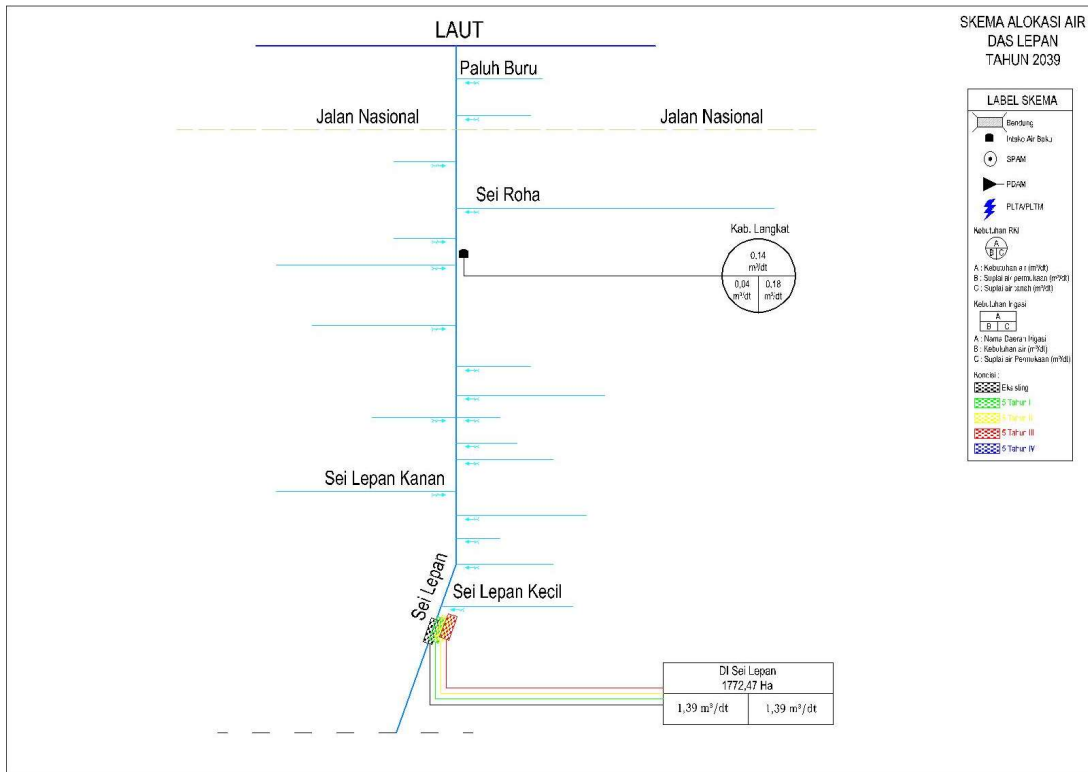 SKEMA ALOKASI AIR
DAS LEPAN
TAHUN 2039
LAUT
Paluh Buru
Jalan Nasional
Jalan Nasional
Sei Roha
Kab. Langkat
0,14
m³/dt
0,04
m³/dt
0,18
m³/dt
Sei Lepan Kanan
Sei Lepan
Sei Lepan Kecil
DI Sei Lepan
1772,47 Ha
1,39 m³/dt
1,39 m³/dt
LABEL SKEMA
Bendung
Intake Air Baku
SPAM
PDAM
PLTA/PLTM
Kebutuhan RKI
A
B C
A : Kebutuhan air (m³/dt)
B : Suplai air permukaan (m³/dt)
C : Suplai air tanah (m³/dt)
Kebutuhan Irigasi
A
B C
A : Nama Daerah Irigasi
B : Kebutuhan air (m³/dt)
C : Suplai air Permukaan (m³/dt)
Kondisi :
Eksisting
5 Tahun I
5 Tahun II
5 Tahun III
5 Tahun IV